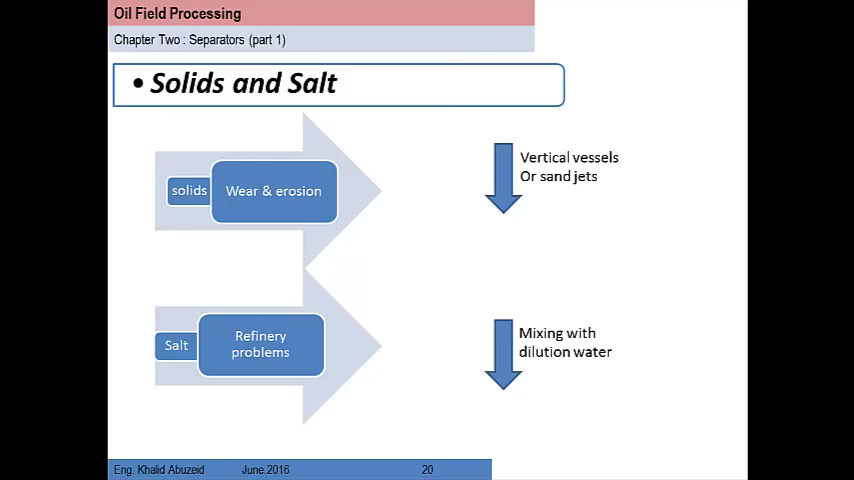 Oil Field Processing
Chapter Two : Separators (part 1)
• Solids and Salt
solids
Wear & erosion
Vertical vessels
Or sand jets
Salt
Refinery
problems
Mixing with
dilution water
Eng. Khalid Abuzeid June.2016 20